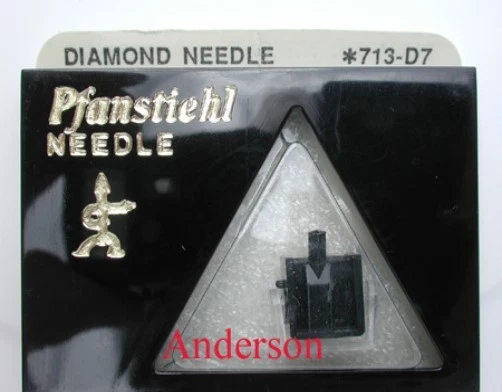 DIAMOND NEEDLE *713-D7
Pfanstiehl
NEEDLE
Anderson